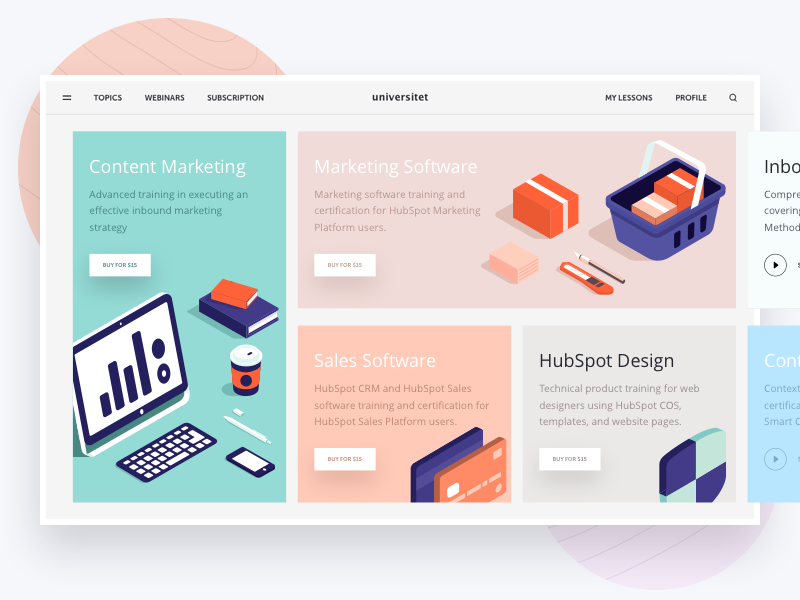 TOPICS WEBINARS SUBSCRIPTION universitet MY LESSONS PROFILE
Content Marketing
Advanced training in executing an
effective inbound marketing
strategy
BUY FOR $15
Marketing Software
Marketing software training and
certification for HubSpot Marketing
Platform users.
BUY FOR $15
Sales Software
HubSpot CRM and HubSpot Sales
software training and certification for
HubSpot Sales Platform users.
BUY FOR $15
HubSpot Design
Technical product training for web
designers using HubSpot COS,
templates, and website pages.
BUY FOR $15
Inbo
Compre
covering
Method
Cont
Context
certifica
Smart C